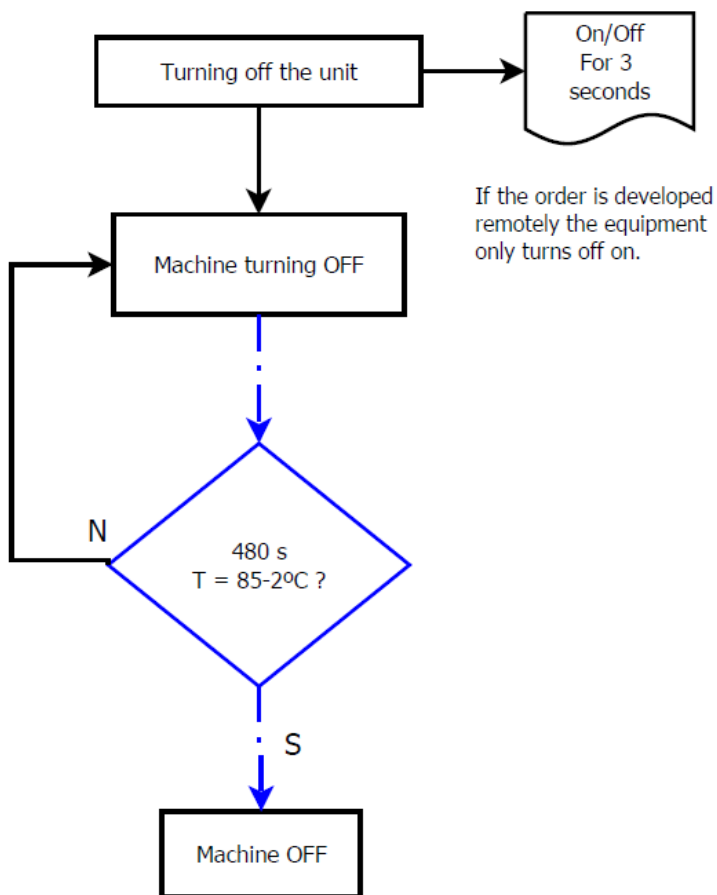 Turning off the unit
On/Off
For 3
seconds
If the order is developed
remotely the equipment
only turns off on.
Machine turning OFF
N
480 s
T = 85-2ºC ?
S
Machine OFF